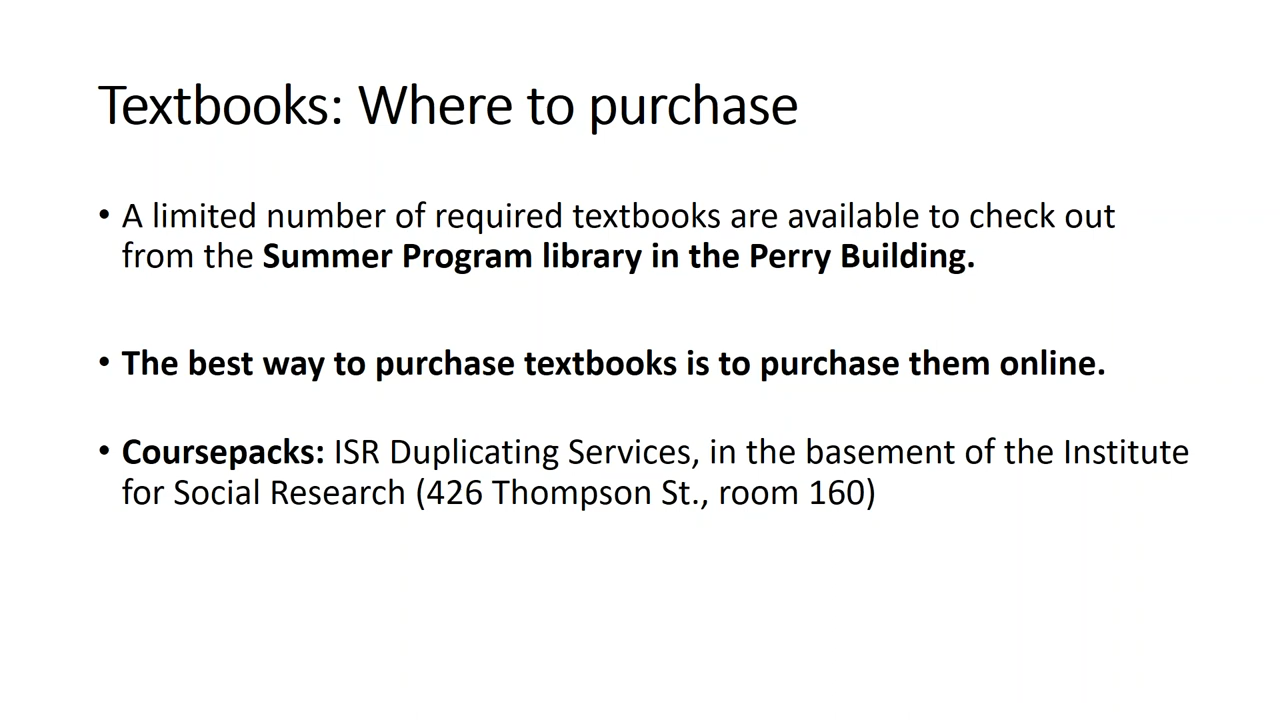 Textbooks: Where to purchase
• A limited number of required textbooks are available to check out
from the Summer Program library in the Perry Building.
• The best way to purchase textbooks is to purchase them online.
• Coursepacks: ISR Duplicating Services, in the basement of the Institute
for Social Research (426 Thompson St., room 160)